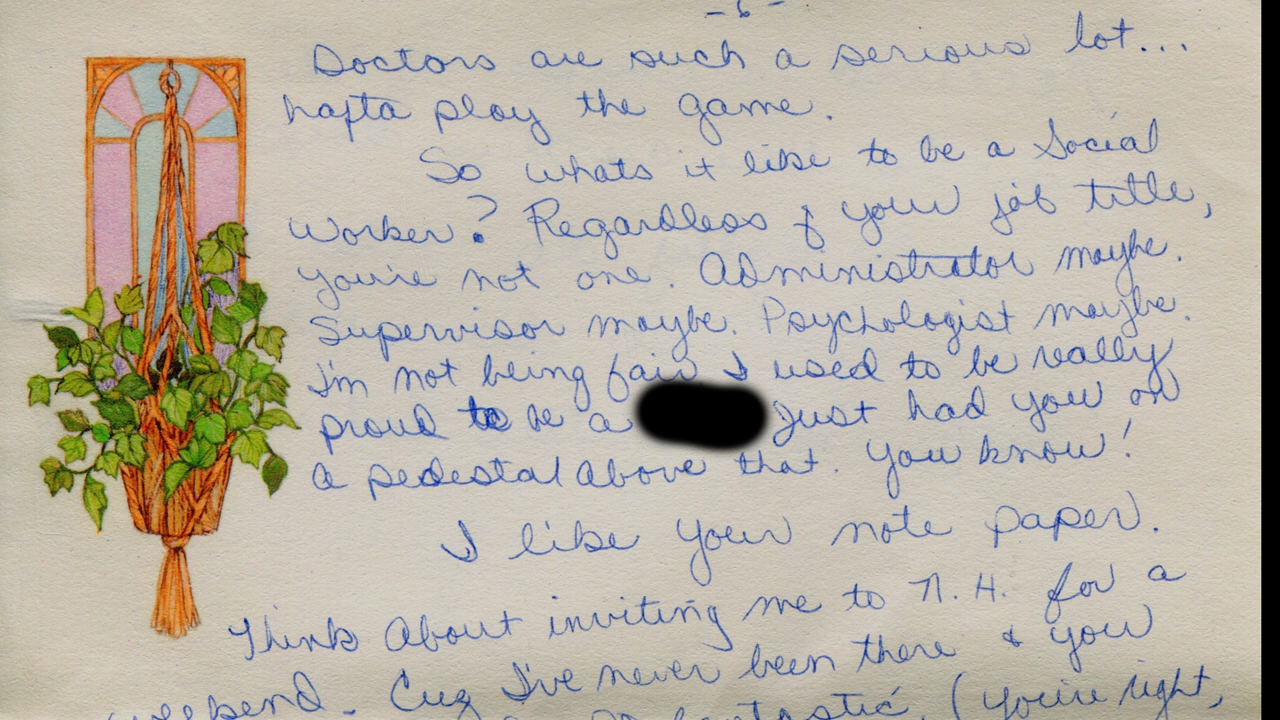 -6-
Doctors are such a serious lot...
hafta play the game.
So whats it like to be a Social
Worker? Regardless of your job title,
you're not one. Administrator maybe.
Supervisor maybe. Psychologist maybe.
I'm not being fair I used to be really
proud to be a Just had you on
a pedestal above that. You know!
I like your note paper.
Think About inviting me to N. H. for a
weekend. Cuz I've never been there & you
fantastic. (You're right,